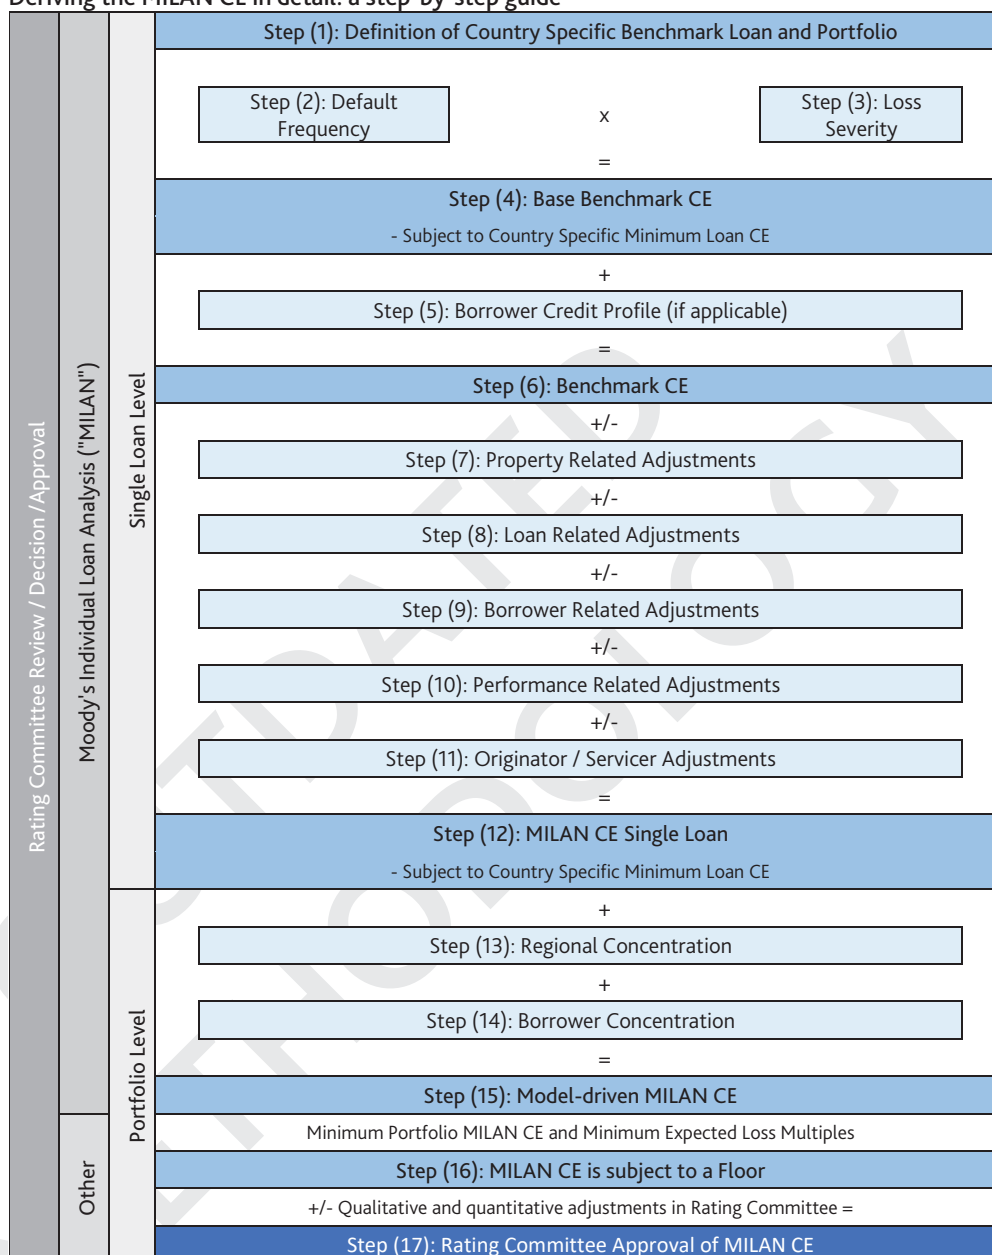 Deriving the MILAN CE in detail: a step-by-step guide
Step (1): Definition of Country Specific Benchmark Loan and Portfolio
Step (2): Default
Frequency
x
Step (3): Loss
Severity
=
Step (4): Base Benchmark CE
- Subject to Country Specific Minimum Loan CE
+
Step (5): Borrower Credit Profile (if applicable)
=
Step (6): Benchmark CE
+/-
Step (7): Property Related Adjustments
+/-
Step (8): Loan Related Adjustments
+/-
Step (9): Borrower Related Adjustments
+/-
Step (10): Performance Related Adjustments
+/-
Step (11): Originator / Servicer Adjustments
=
Step (12): MILAN CE Single Loan
- Subject to Country Specific Minimum Loan CE
+
Step (13): Regional Concentration
+
Step (14): Borrower Concentration
=
Step (15): Model-driven MILAN CE
Minimum Portfolio MILAN CE and Minimum Expected Loss Multiples
Step (16): MILAN CE is subject to a Floor
+/- Qualitative and quantitative adjustments in Rating Committee =
Step (17): Rating Committee Approval of MILAN CE
Rating Committee Review / Decision /Approval
Moody's Individual Loan Analysis ("MILAN")
Other
Single Loan Level
Portfolio Level
OUTDATED
METHODOLOGY